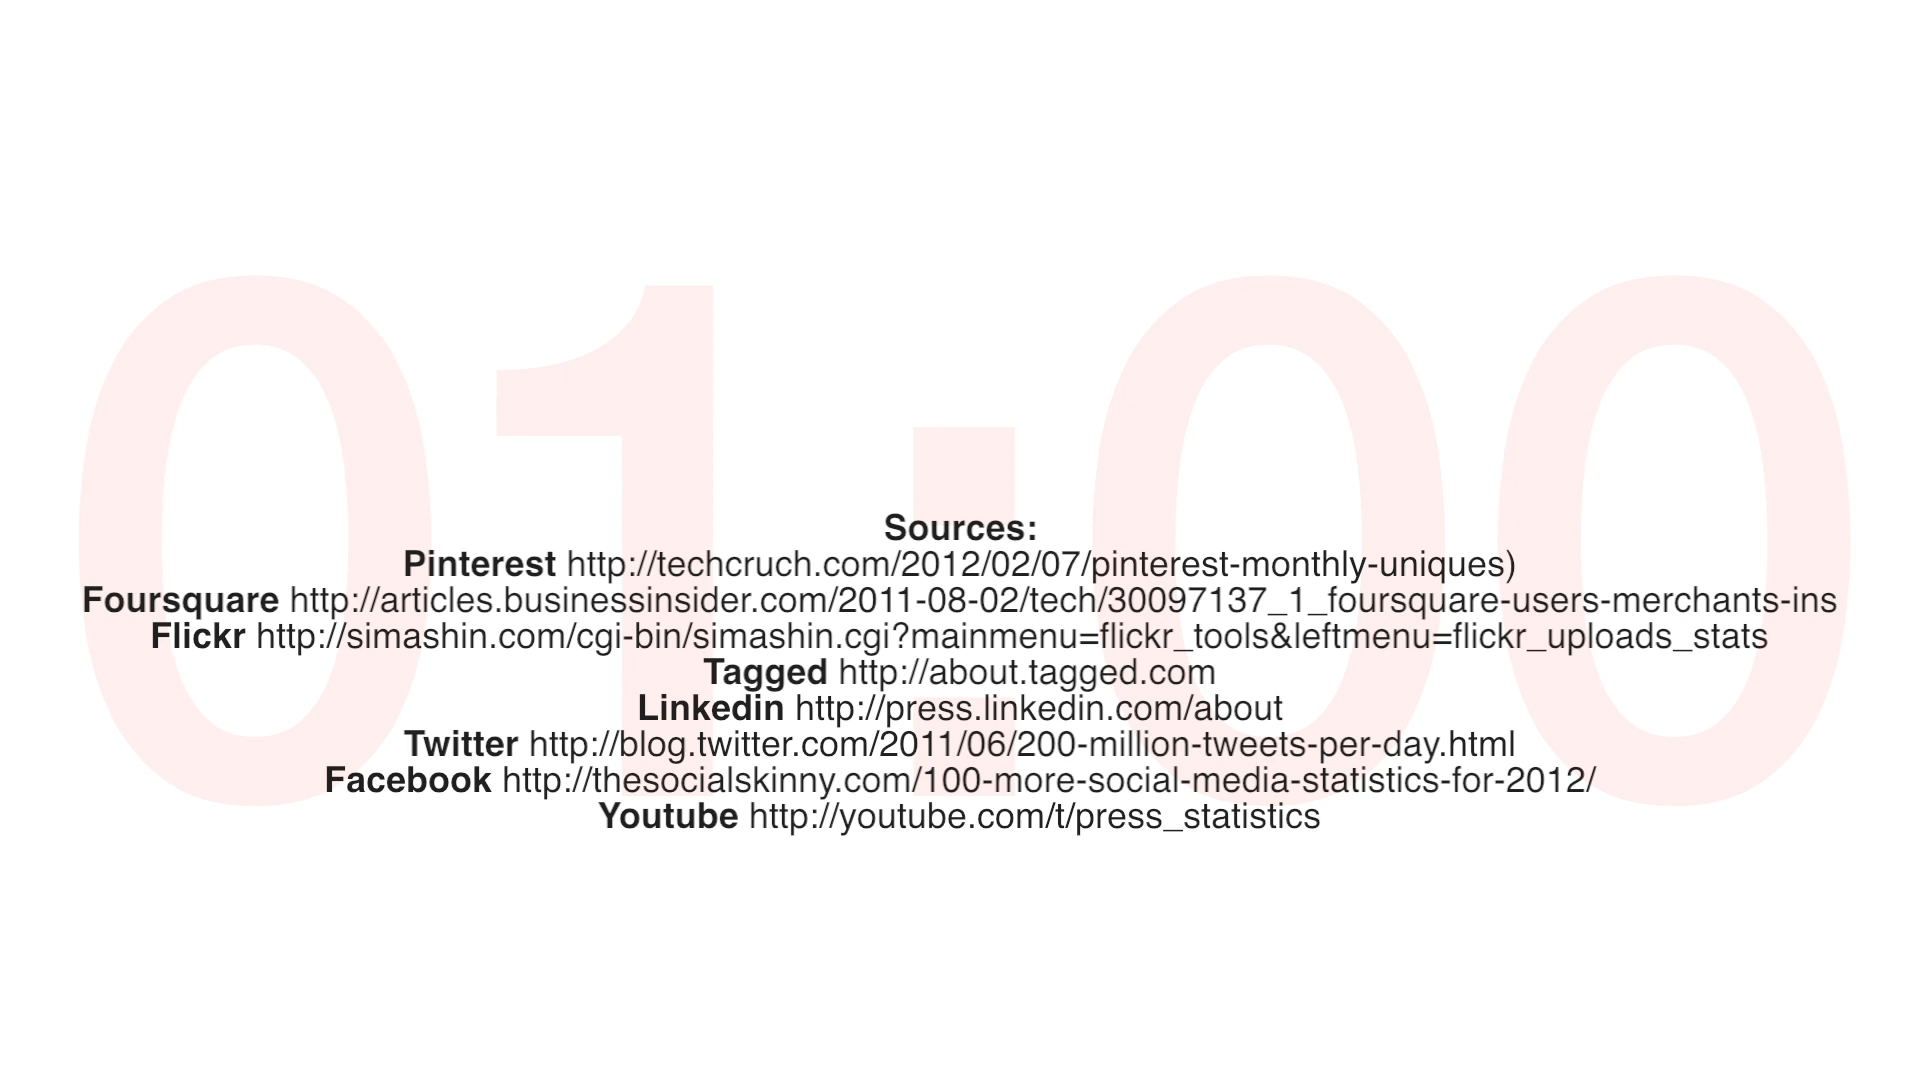 01:00
Sources:
Pinterest http://techcruch.com/2012/02/07/pinterest-monthly-uniques)
Foursquare http://articles.businessinsider.com/2011-08-02/tech/30097137_1_foursquare-users-merchants-ins
Flickr http://simashin.com/cgi-bin/simashin.cgi?mainmenu=flickr_tools&leftmenu=flickr_uploads_stats
Tagged http://about.tagged.com
Linkedin http://press.linkedin.com/about
Twitter http://blog.twitter.com/2011/06/200-million-tweets-per-day.html
Facebook http://thesocialskinny.com/100-more-social-media-statistics-for-2012/
Youtube http://youtube.com/t/press_statistics